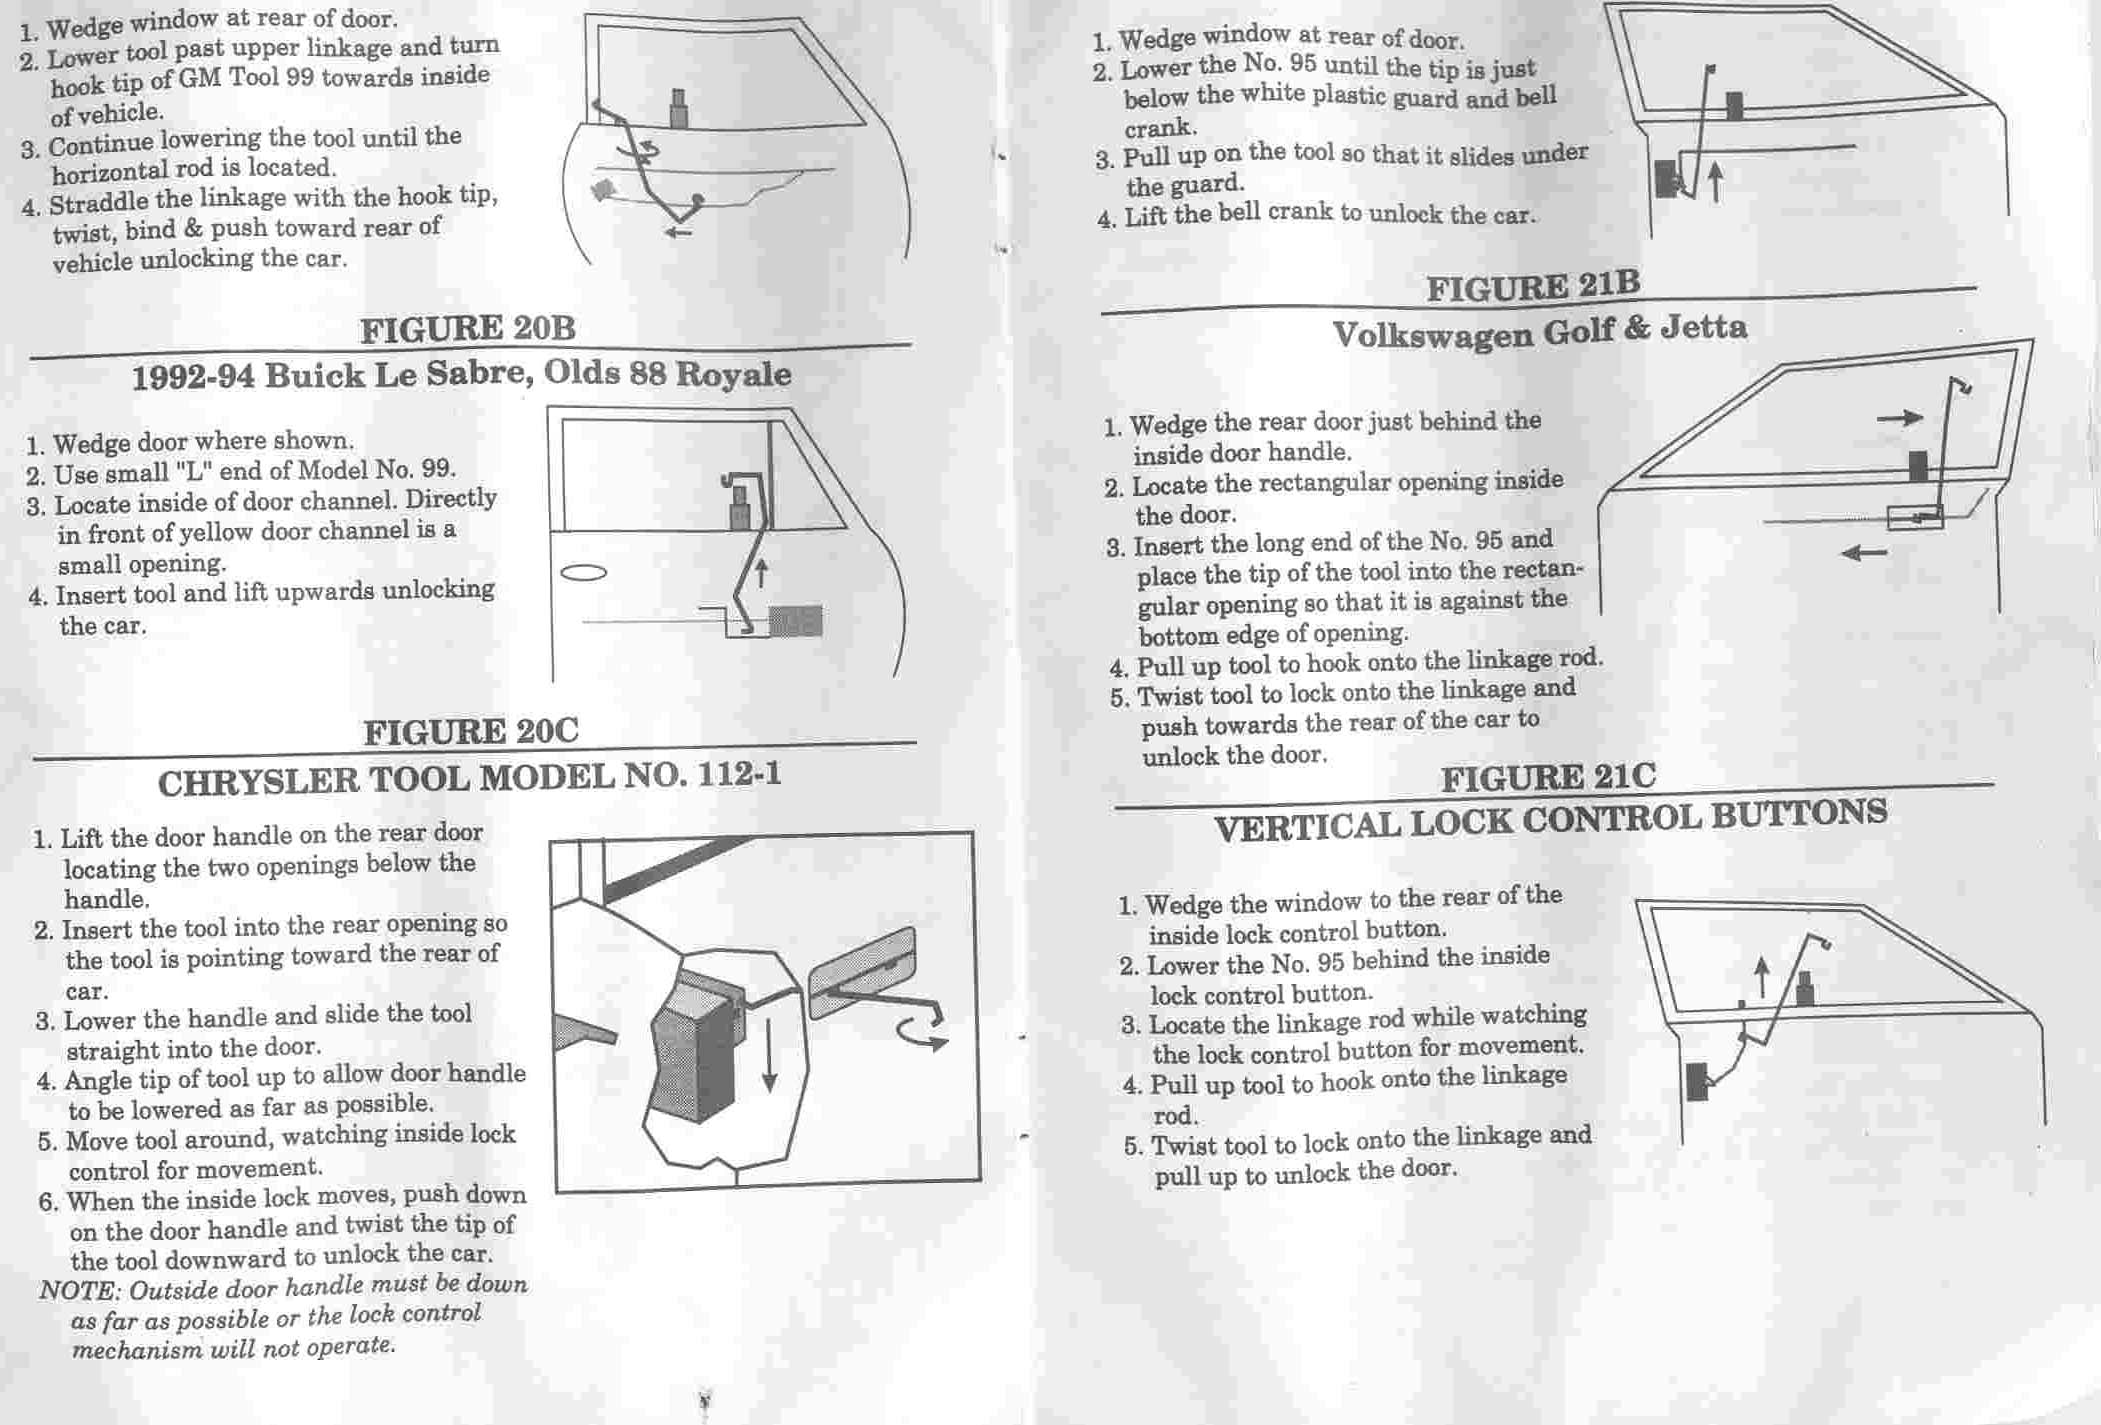 1. Wedge window at rear of door.
2. Lower tool past upper linkage and turn
hook tip of GM Tool 99 towards inside
of vehicle.
3. Continue lowering the tool until the
horizontal rod is located.
4. Straddle the linkage with the hook tip,
twist, bind & push toward rear of
vehicle unlocking the car.
FIGURE 20B
1992-94 Buick Le Sabre, Olds 88 Royale
1. Wedge door where shown.
2. Use small "L" end of Model No. 99.
3. Locate inside of door channel. Directly
in front of yellow door channel is a
small opening.
4. Insert tool and lift upwards unlocking
the car.
FIGURE 20C
CHRYSLER TOOL MODEL NO. 112-1
1. Lift the door handle on the rear door
locating the two openings below the
handle.
2. Insert the tool into the rear opening so
the tool is pointing toward the rear of
car.
3. Lower the handle and slide the tool
straight into the door.
4. Angle tip of tool up to allow door handle
to be lowered as far as possible.
5. Move tool around, watching inside lock
control for movement.
6. When the inside lock moves, push down
on the door handle and twist the tip of
the tool downward to unlock the car.
NOTE: Outside door handle must be down
as far as possible or the lock control
mechanism will not operate.
1. Wedge window at rear of door.
2. Lower the No. 95 until the tip is just
below the white plastic guard and bell
crank.
3. Pull up on the tool so that it slides under
the guard.
4. Lift the bell crank to unlock the car.
FIGURE 21B
Volkswagen Golf & Jetta
1. Wedge the rear door just behind the
inside door handle.
2. Locate the rectangular opening inside
the door.
3. Insert the long end of the No. 95 and
place the tip of the tool into the rectan-
gular opening so that it is against the
bottom edge of opening.
4. Pull up tool to hook onto the linkage rod.
5. Twist tool to lock onto the linkage and
push towards the rear of the car to
unlock the door.
FIGURE 21C
VERTICAL LOCK CONTROL BUTTONS
1. Wedge the window to the rear of the
inside lock control button.
2. Lower the No. 95 behind the inside
lock control button.
3. Locate the linkage rod while watching
the lock control button for movement.
4. Pull up tool to hook onto the linkage
rod.
5. Twist tool to lock onto the linkage and
pull up to unlock the door.